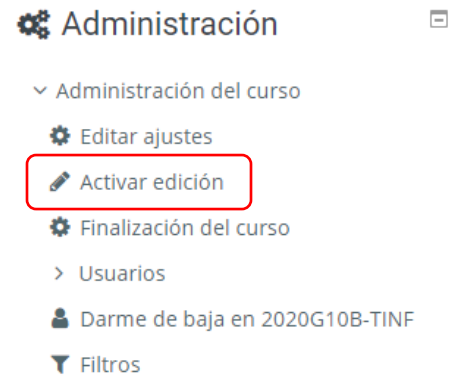 Administración
Administración del curso
Editar ajustes
Activar edición
Finalización del curso
Usuarios
Darme de baja en 2020G10B-TINF
Filtros